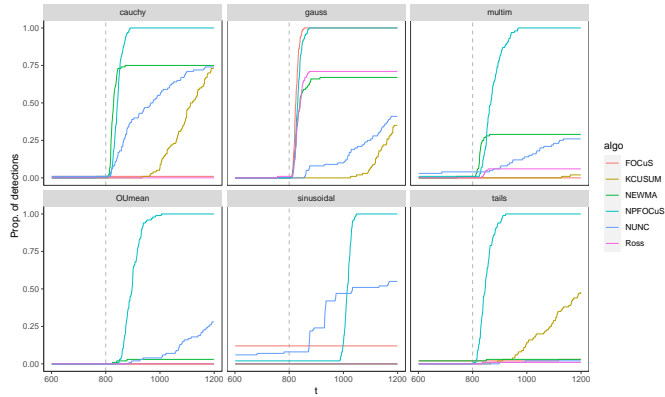 cauchy
gauss
multim
1.00
0.75
0.50
0.25
0.00
OUmean
sinusoidal
tails
1.00
0.75
0.50
0.25
0.00
600
800
1000
1200
600
800
1000
1200
600
800
1000
1200
t
Prop. of detections
algo
FOCuS
KCUSUM
NEWMA
NPFOCuS
NUNC
Ross